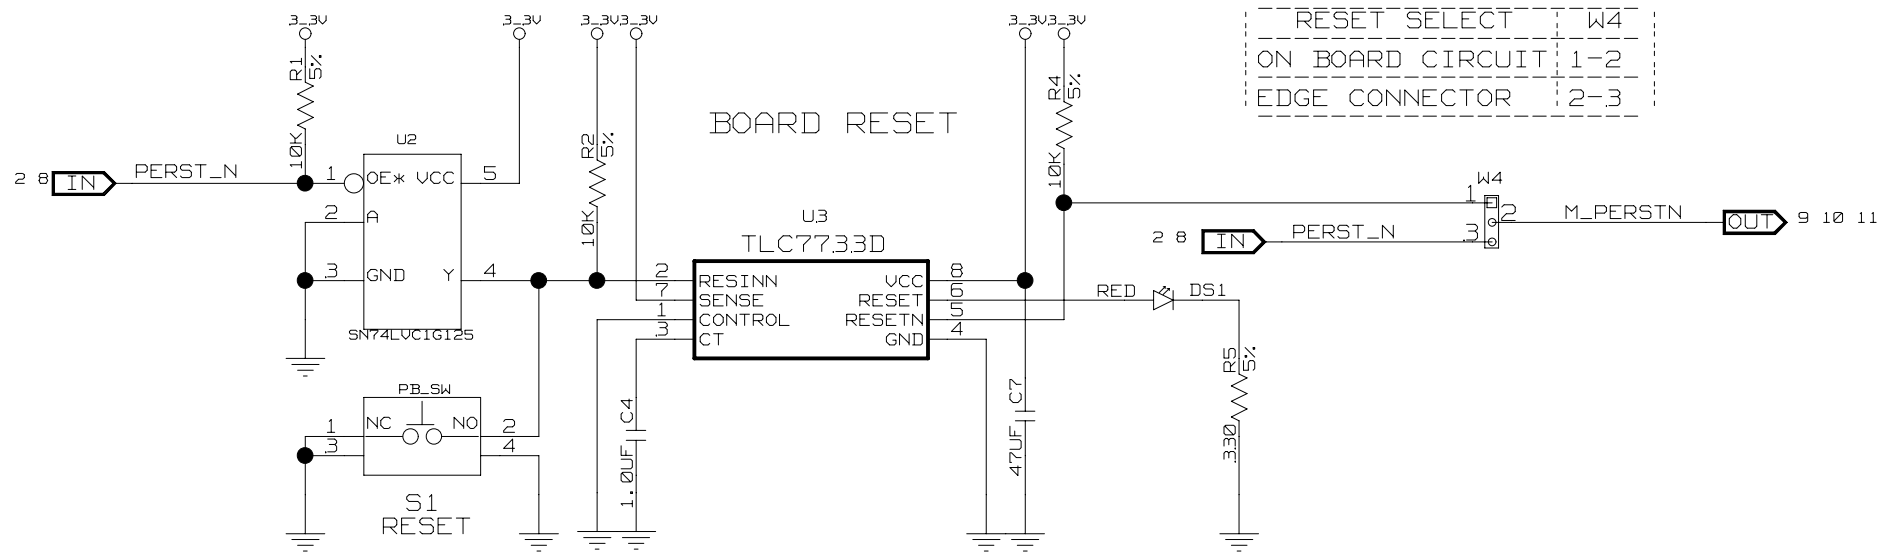 3_3V
3_3V
3_3V
3_3V
3_3V
3_3V
RESET SELECT W4
ON BOARD CIRCUIT 1-2
EDGE CONNECTOR 2-3
BOARD RESET
R1
5%
10K
R2
5%
10K
R4
5%
10K
2 8 IN PERST_N
U2
1 OE* VCC 5
2 A
3 GND Y 4
SN74LVC1G125
PB_SW
1 NC NO 2
3 4
S1
RESET
U3
TLC7733D
2 RESINN VCC 8
7 SENSE RESET 6
1 CONTROL RESETN 5
3 CT GND 4
C4
1.0UF
C7
47UF
RED DS1
R5
5%
330
2 8 IN PERST_N
W4
1
2
3
M_PERSTN
OUT 9 10 11